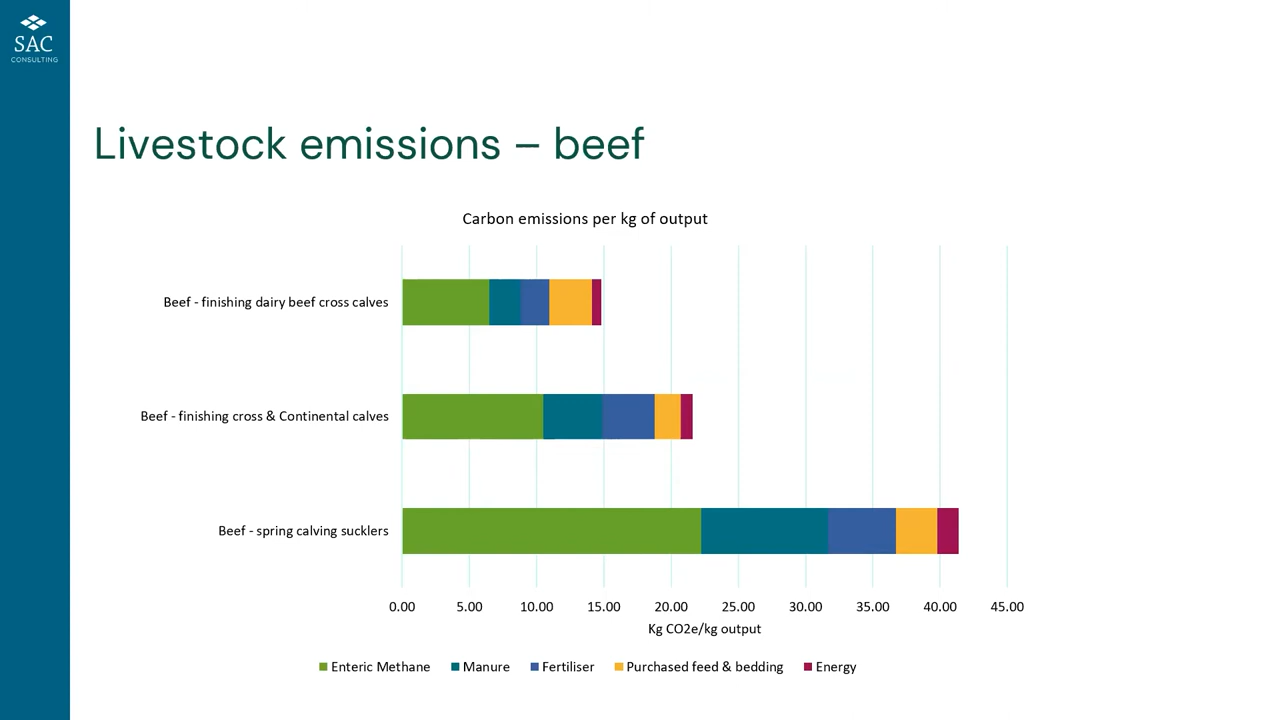 SAC
CONSULTING
Livestock emissions – beef
Carbon emissions per kg of output
Beef - finishing dairy beef cross calves
Beef - finishing cross & Continental calves
Beef - spring calving sucklers
0.00 5.00 10.00 15.00 20.00 25.00 30.00 35.00 40.00 45.00
Kg CO2e/kg output
Enteric Methane Manure Fertiliser Purchased feed & bedding Energy